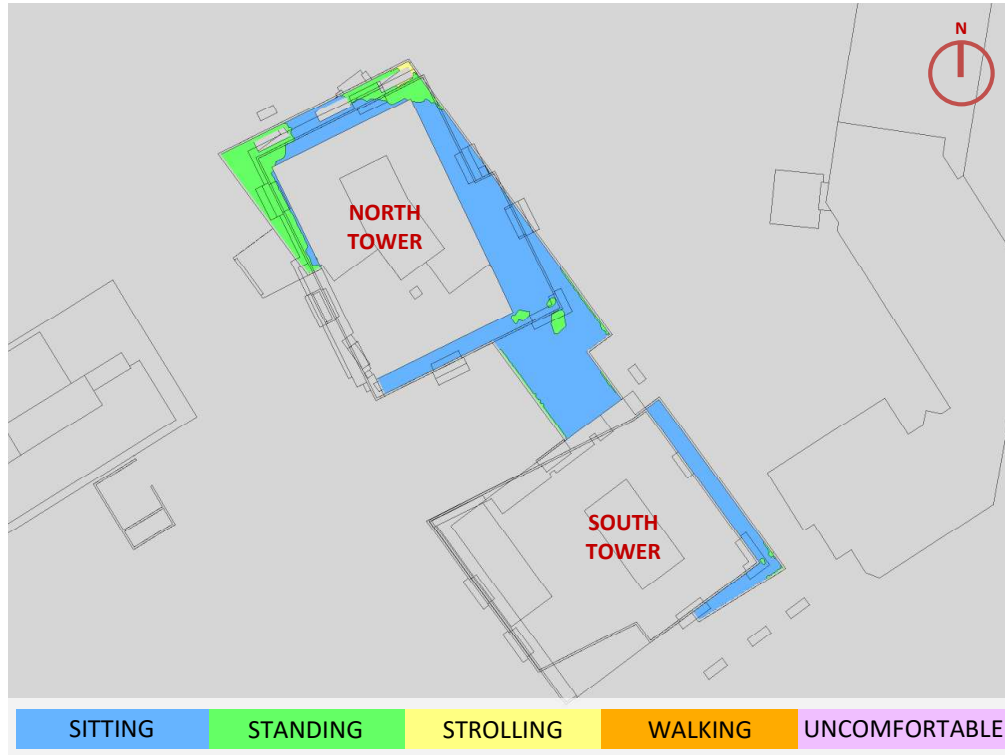 N
NORTH
TOWER
SOUTH
TOWER
SITTING
STANDING
STROLLING
WALKING
UNCOMFORTABLE